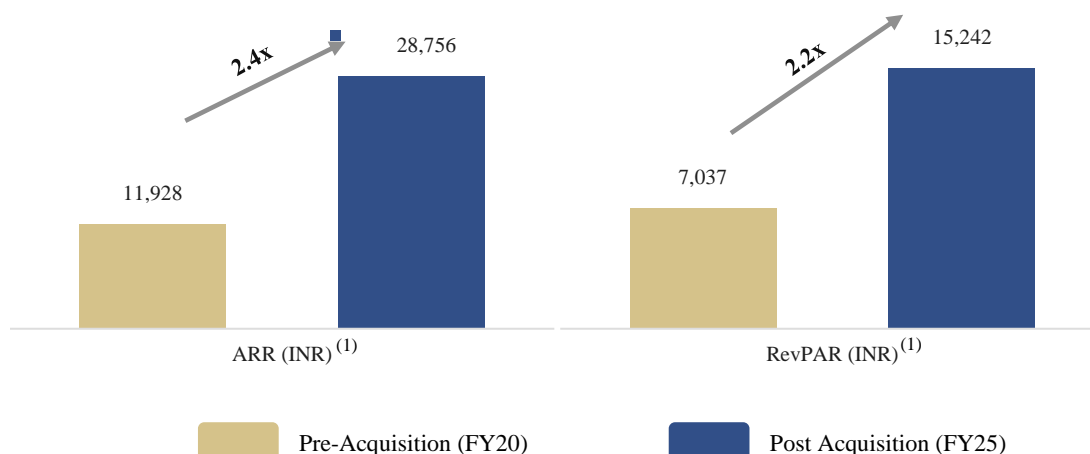 2.4x
28,756
11,928
ARR (INR) (1)
2.2x
15,242
7,037
RevPAR (INR) (1)
Pre-Acquisition (FY20)
Post Acquisition (FY25)